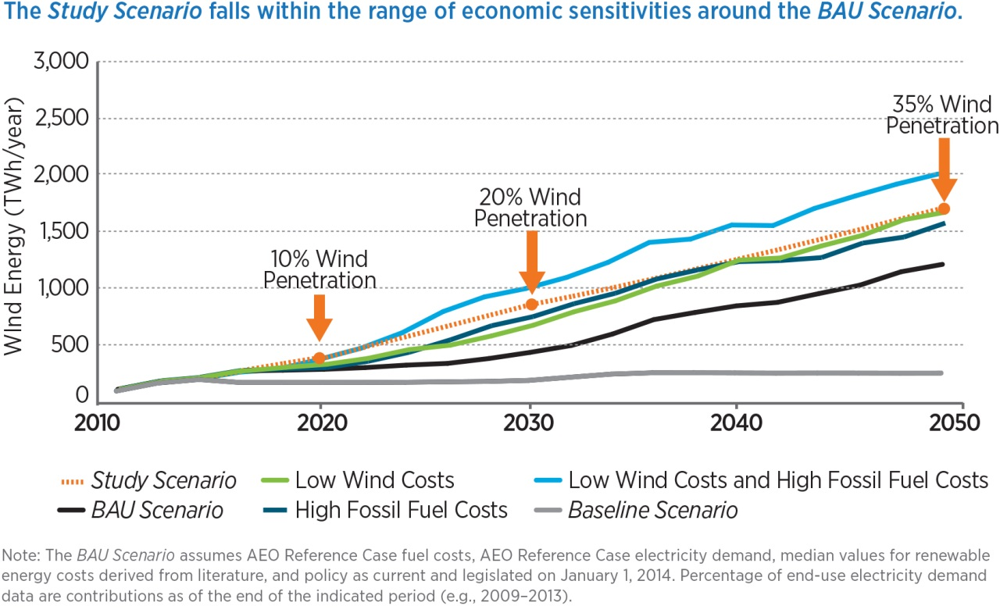 The Study Scenario falls within the range of economic sensitivities around the BAU Scenario.
WInd Energy (TWh/year)
3,000
2,500
2,000
1,500
1,000
500
0
10% Wind
Penetration
20% Wind
Penetration
35% Wind
Penetration
2010
2020
2030
2040
2050
Study Scenario
Low Wind Costs
Low Wind Costs and High Fossil Fuel Costs
BAU Scenario
High Fossil Fuel Costs
Baseline Scenario
Note: The BAU Scenario assumes AEO Reference Case fuel costs, AEO Reference Case electricity demand, median values for renewable
energy costs derived from literature, and policy as current and legislated on January 1, 2014. Percentage of end-use electricity demand
data are contributions as of the end of the indicated period (e.g., 2009–2013).